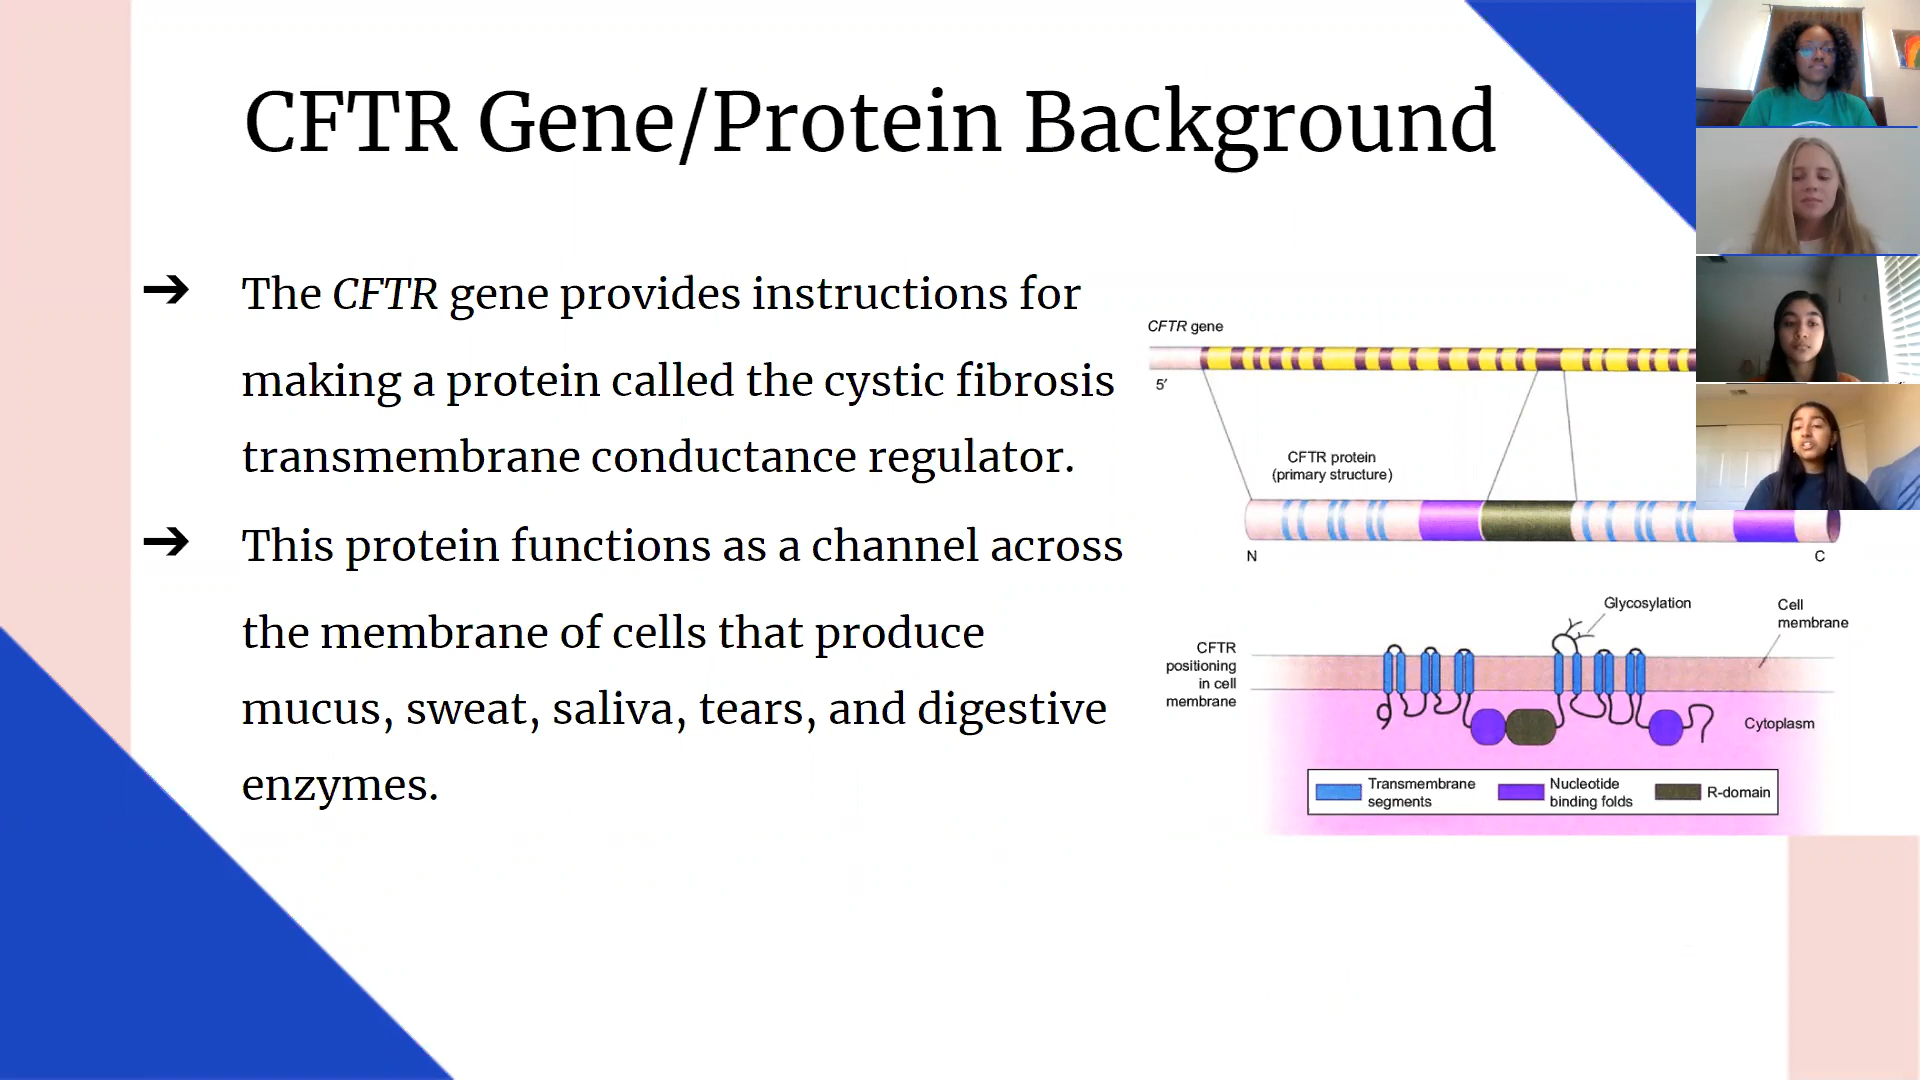 CFTR Gene/Protein Background
➔ The CFTR gene provides instructions for
making a protein called the cystic fibrosis
transmembrane conductance regulator.
➔ This protein functions as a channel across
the membrane of cells that produce
mucus, sweat, saliva, tears, and digestive
enzymes.
CFTR gene
5′
CFTR protein
(primary structure)
N
C
Glycosylation
Cell
membrane
CFTR
positioning
in cell
membrane
Cytoplasm
Transmembrane
segments
Nucleotide
binding folds
R-domain